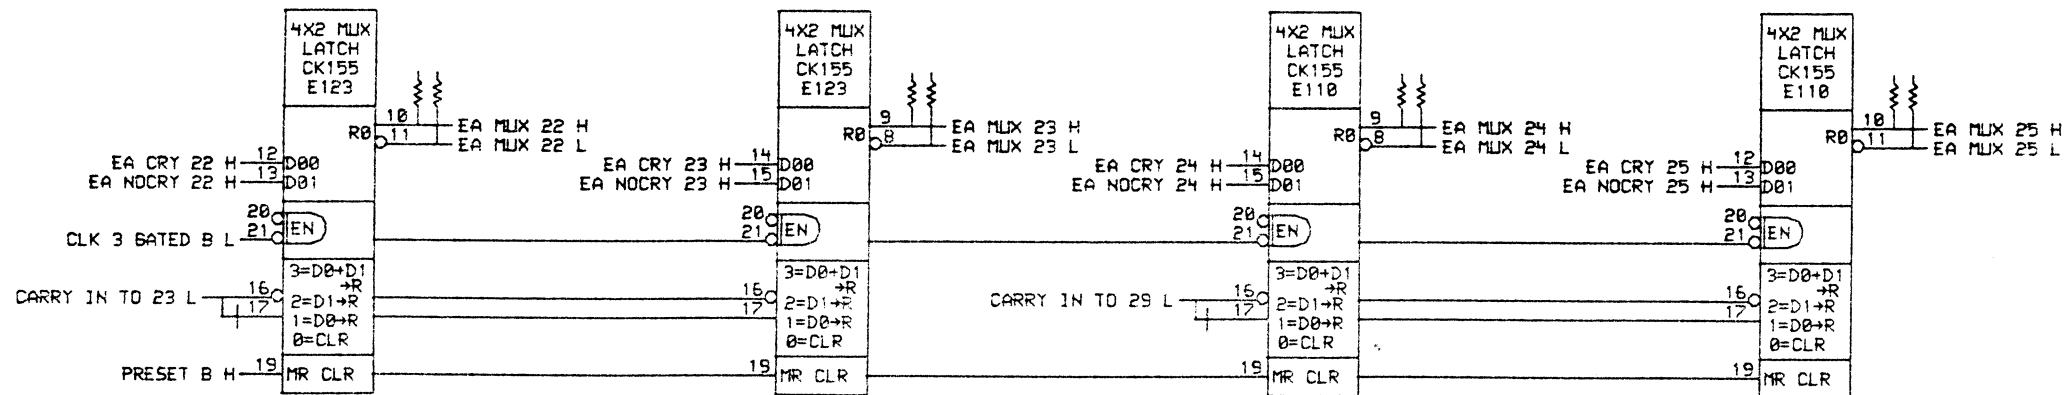 4X2 MUX
LATCH
CK155
E123
10
R0
11
EA MUX 22 H
EA MUX 22 L
EA CRY 22 H
12
D00
EA NOCRY 22 H
13
D01
20
21
EN
CLK 3 GATED B L
3=D0+D1
→R
2=D1→R
1=D0→R
0=CLR
16
17
CARRY IN TO 23 L
PRESET B H
19
MR CLR
4X2 MUX
LATCH
CK155
E123
9
R0
8
EA MUX 23 H
EA MUX 23 L
EA CRY 23 H
14
D00
EA NOCRY 23 H
15
D01
20
21
EN
3=D0+D1
→R
2=D1→R
1=D0→R
0=CLR
16
17
19
MR CLR
4X2 MUX
LATCH
CK155
E110
9
R0
8
EA MUX 24 H
EA MUX 24 L
EA CRY 24 H
14
D00
EA NOCRY 24 H
15
D01
20
21
EN
3=D0+D1
→R
2=D1→R
1=D0→R
0=CLR
16
17
CARRY IN TO 29 L
19
MR CLR
4X2 MUX
LATCH
CK155
E110
10
R0
11
EA MUX 25 H
EA MUX 25 L
EA CRY 25 H
12
D00
EA NOCRY 25 H
13
D01
20
21
EN
3=D0+D1
→R
2=D1→R
1=D0→R
0=CLR
16
17
19
MR CLR